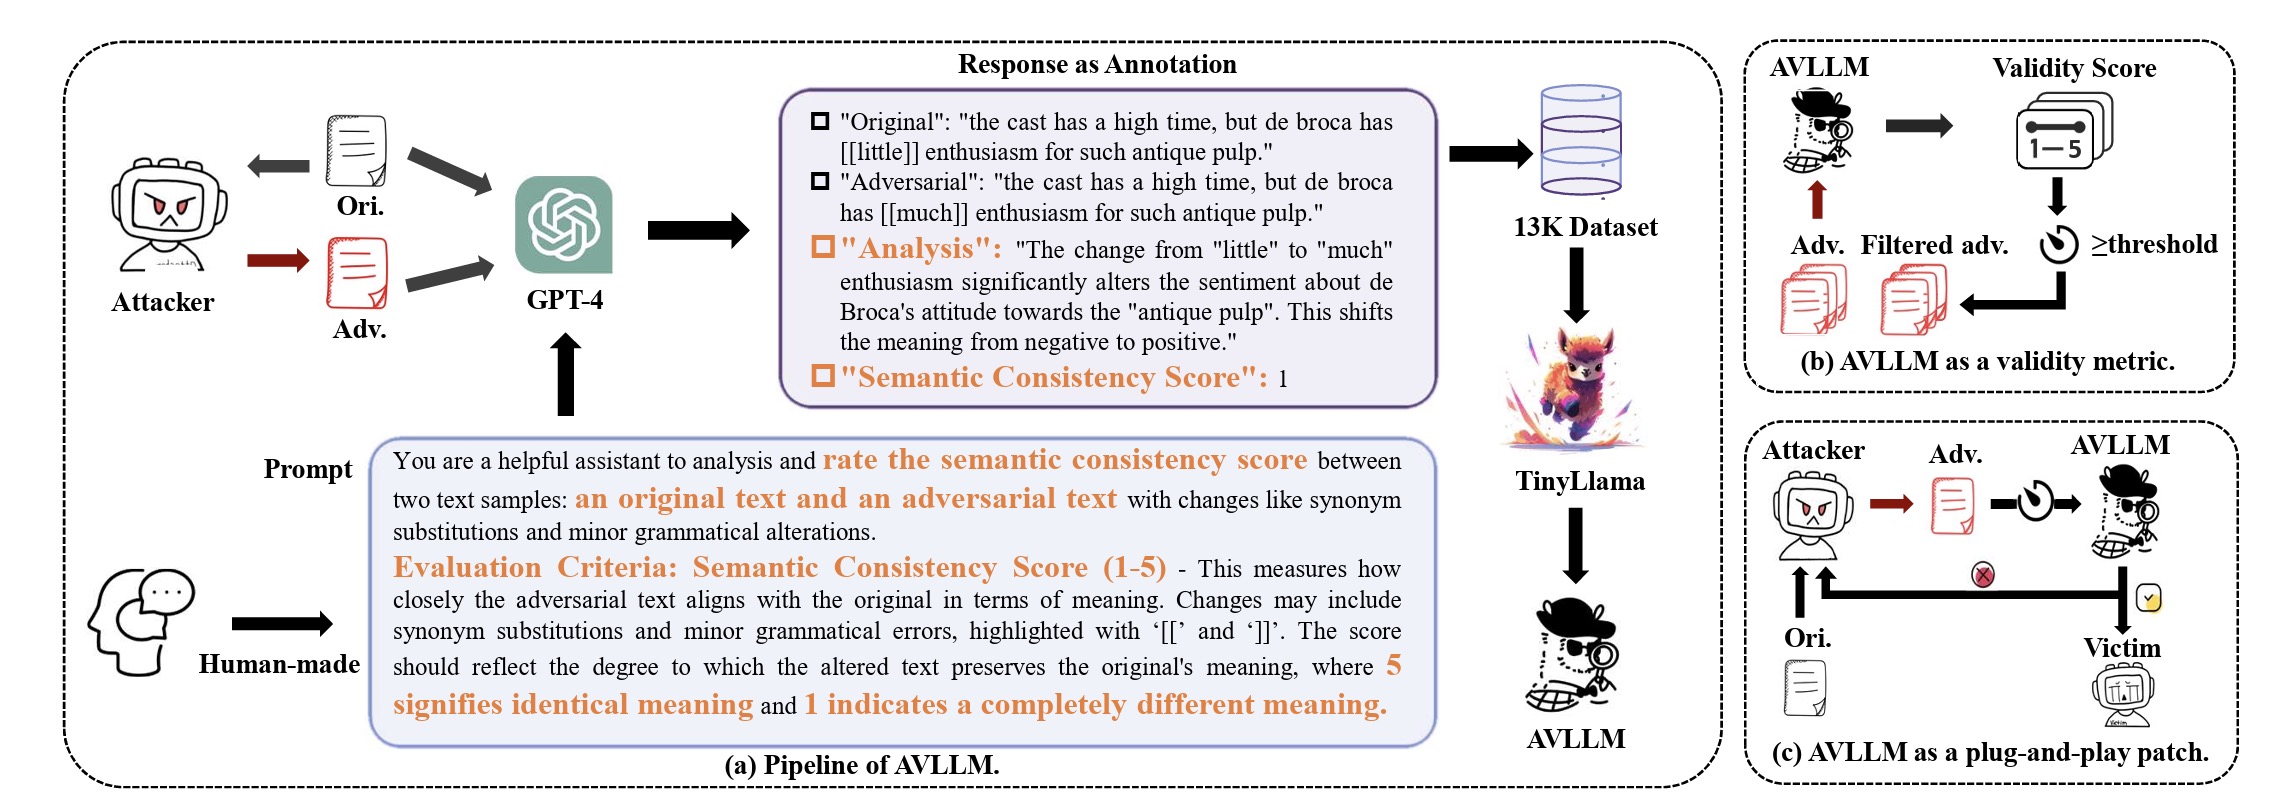 Response as Annotation
"Original": "the cast has a high time, but de broca has
[[little]] enthusiasm for such antique pulp."
"Adversarial": "the cast has a high time, but de broca
has [[much]] enthusiasm for such antique pulp."
"Analysis": "The change from "little" to "much"
enthusiasm significantly alters the sentiment about de
Broca's attitude towards the "antique pulp". This shifts
the meaning from negative to positive."
"Semantic Consistency Score": 1
Ori.
Attacker
Adv.
GPT-4
13K Dataset
TinyLlama
AVLLM
Prompt
Human-made
You are a helpful assistant to analysis and rate the semantic consistency score between
two text samples: an original text and an adversarial text with changes like synonym
substitutions and minor grammatical alterations.
Evaluation Criteria: Semantic Consistency Score (1-5) - This measures how
closely the adversarial text aligns with the original in terms of meaning. Changes may include
synonym substitutions and minor grammatical errors, highlighted with ‘[[’ and ‘]]’. The score
should reflect the degree to which the altered text preserves the original's meaning, where 5
signifies identical meaning and 1 indicates a completely different meaning.
(a) Pipeline of AVLLM.
AVLLM
Validity Score
1—5
Adv.
Filtered adv.
≥threshold
(b) AVLLM as a validity metric.
Attacker
Adv.
AVLLM
Ori.
Victim
Victim
(c) AVLLM as a plug-and-play patch.